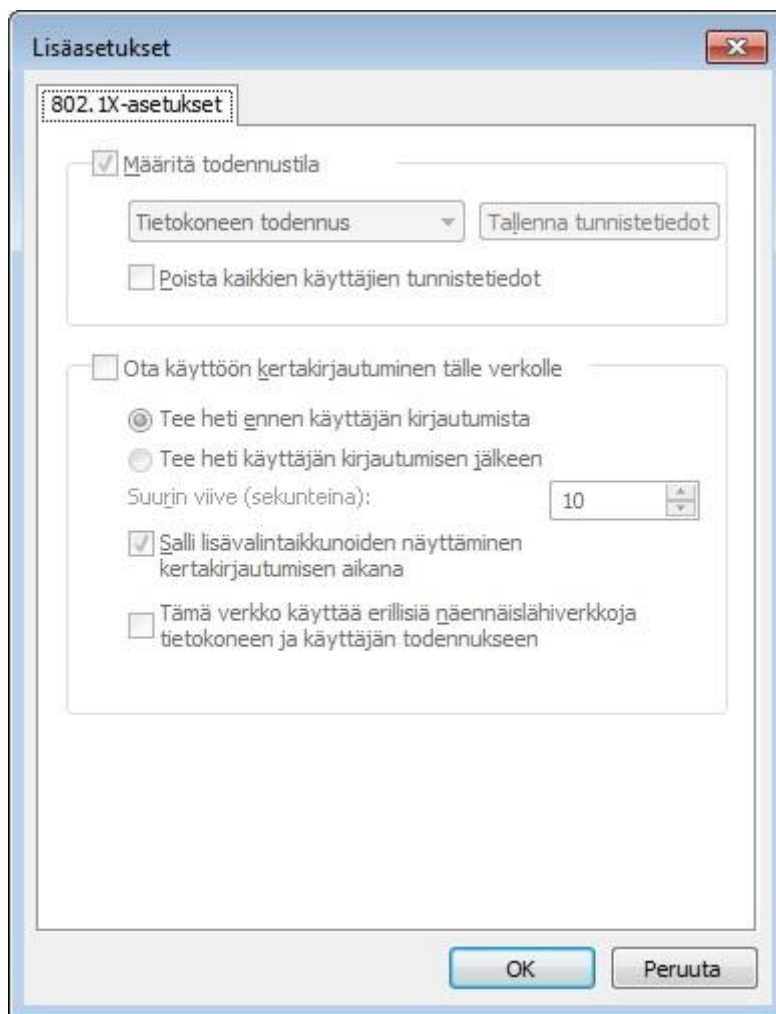 Lisäasetukset
802.1X-asetukset
Määritä todennustila
Tietokoneen todennus
Tallenna tunnistetiedot
Poista kaikkien käyttäjien tunnistetiedot
Ota käyttöön kertakirjautuminen tälle verkolle
Tee heti ennen käyttäjän kirjautumista
Tee heti käyttäjän kirjautumisen jälkeen
Suurin viive (sekunteina):
10
Salli lisävalintaikkunoiden näyttäminen
kertakirjautumisen aikana
Tämä verkko käyttää erillisiä näennäislähiverkkoja
tietokoneen ja käyttäjän todennukseen
OK
Peruuta